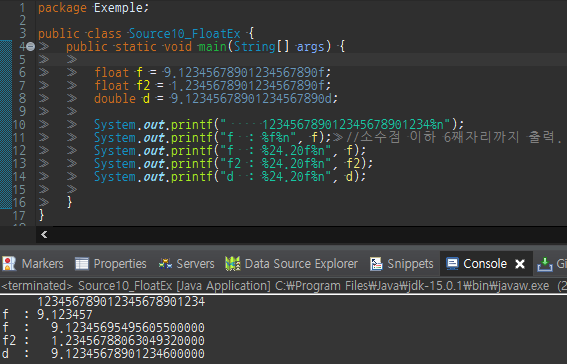 1 package Exemple;
2
3 public class Source10_FloatEx {
4 public static void main(String[] args) {
5
6 float f = 9.12345678901234567890f;
7 float f2 = 1.2345678901234567890f;
8 double d = 9.12345678901234567890d;
9
10 System.out.printf("     123456789012345678901234%n");
11 System.out.printf("f  : %f%n", f); //소수점 이하 6째자리까지 출력.
12 System.out.printf("f  : %24.20f%n", f);
13 System.out.printf("f2 : %24.20f%n", f2);
14 System.out.printf("d  : %24.20f%n", d);
15
16 }
17 }
Markers Properties Servers Data Source Explorer Snippets Console Gi
<terminated> Source10_FloatEx [Java Application] C:₩Program Files₩Java₩jdk-15.0.1₩bin₩javaw.exe (2
     123456789012345678901234
f  : 9.123457
f  :   9.12345695495605500000
f2 :   1.23456788063049320000
d  :   9.12345678901234600000